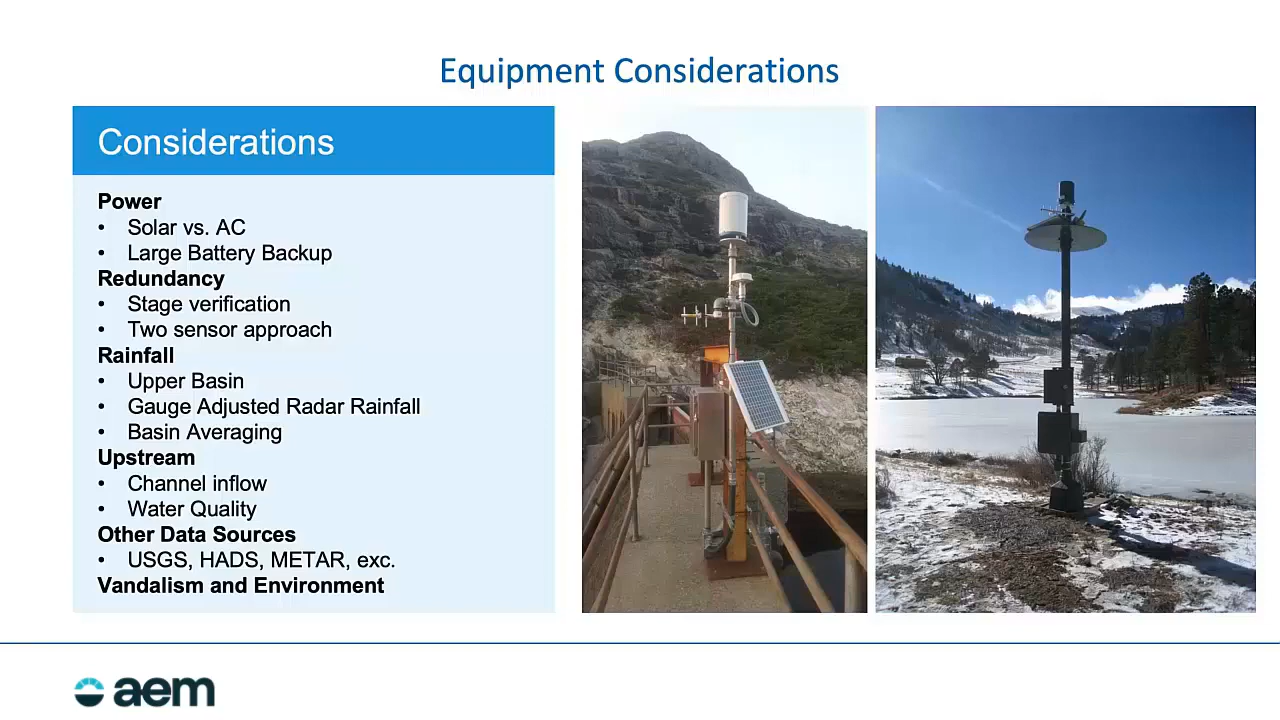 Equipment Considerations
Considerations
Power
• Solar vs. AC
• Large Battery Backup
Redundancy
• Stage verification
• Two sensor approach
Rainfall
• Upper Basin
• Gauge Adjusted Radar Rainfall
• Basin Averaging
Upstream
• Channel inflow
• Water Quality
Other Data Sources
• USGS, HADS, METAR, exc.
Vandalism and Environment
aem